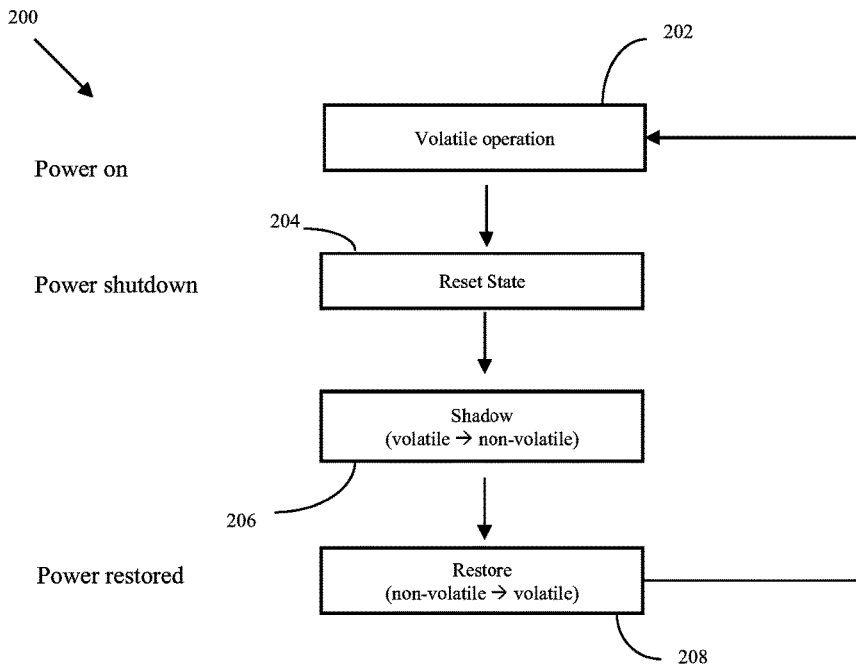 200
202
Volatile operation
Power on
204
Power shutdown
Reset State
Shadow
(volatile → non-volatile)
206
Power restored
Restore
(non-volatile → volatile)
208